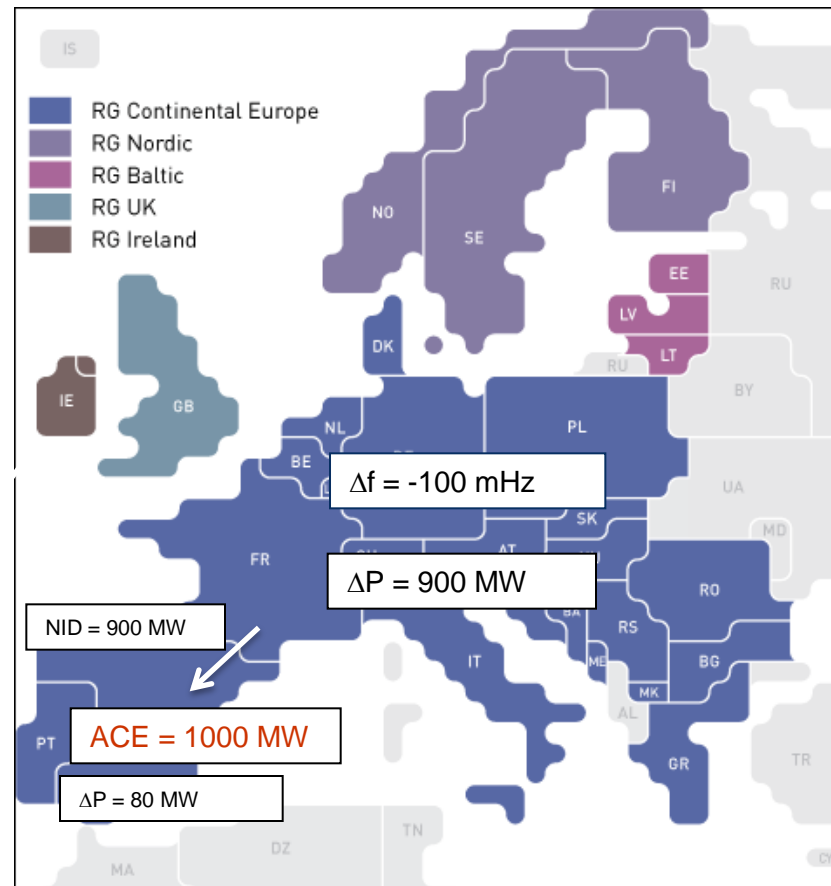 IS
RG Continental Europe
RG Nordic
RG Baltic
RG UK
RG Ireland
NO
SE
FI
EE
LV
LT
RU
RU
DK
BY
IE
GB
NL
PL
BE
Δf = -100 mHz
UA
SK
MD
FR
AT
ΔP = 900 MW
RO
BA
NID = 900 MW
RS
IT
ME
BG
MK
ACE = 1000 MW
PT
AL
GR
TR
ΔP = 80 MW
TN
DZ
MA